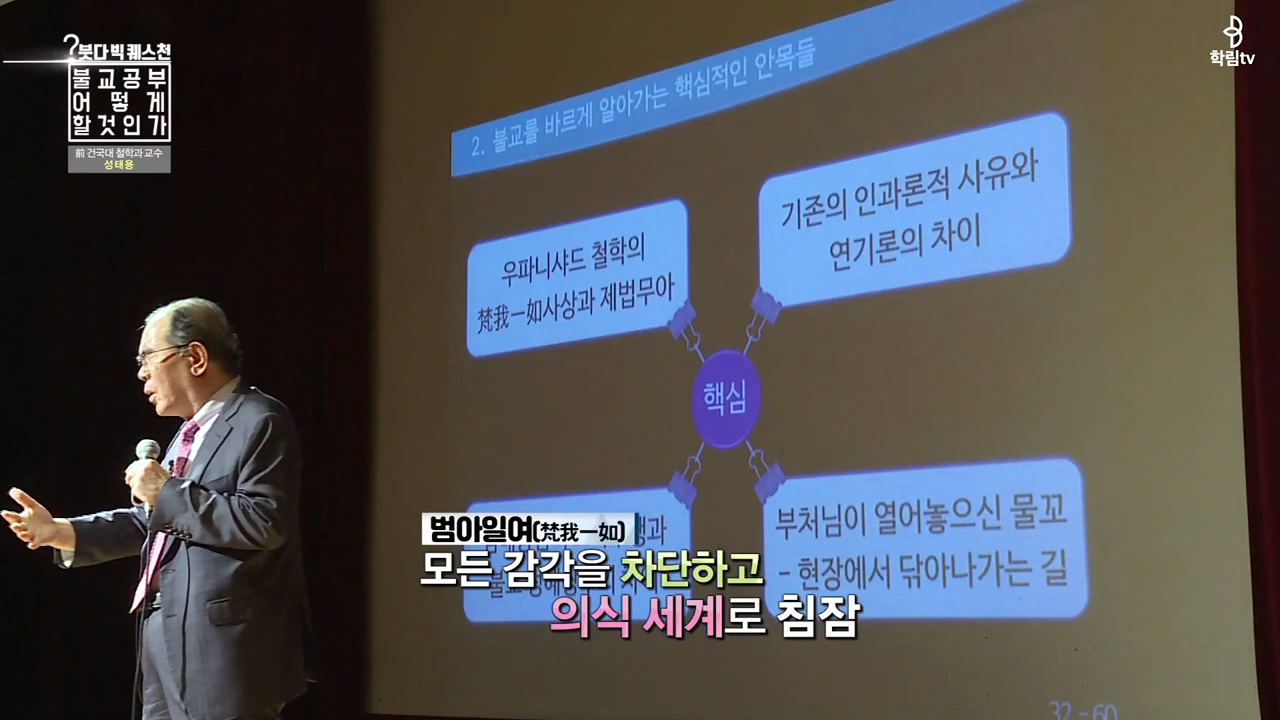 ?붓다 빅 퀘스천
불교공부
어떻게
할것인가
前 건국대 철학과 교수
성태용
학림tv
2. 불교를 바르게 알아가는 핵심적인 안목들
우파니샤드 철학의
梵我一如사상과 제법무아
기존의 인과론적 사유와
연기론의 차이
핵심
부처님이 열어놓으신 물꼬
- 현장에서 닦아나가는 길
범아일여(梵我一如)
모든 감각을 차단하고
의식 세계로 침잠
32-60